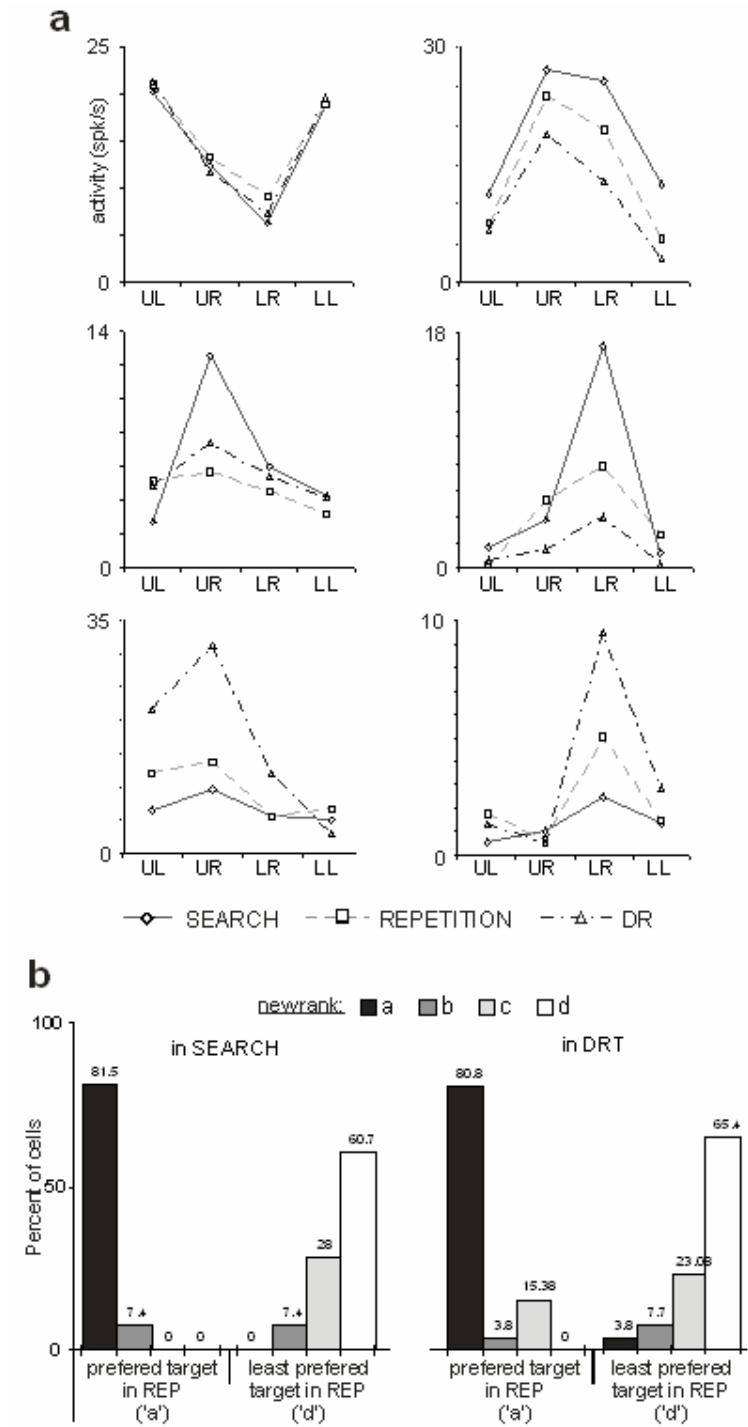 a
25
30
activity (spk/s)
0
0
UL UR LR LL
UL UR LR LL
14
18
0
0
UL UR LR LL
UL UR LR LL
35
10
0
0
UL UR LR LL
UL UR LR LL
SEARCH REPETITION DR
b
newrank: a b c d
100
in SEARCH
in DRT
81.5
80.8
Percent of cells
60.7
65.4
50
28
23.08
15.38
7.4
7.4
3.8
3.8
7.7
0 0 0
0
0
prefered target
in REP
('a')
least prefered
target in REP
('d')
prefered target
in REP
('a')
least prefered
target in REP
('d')